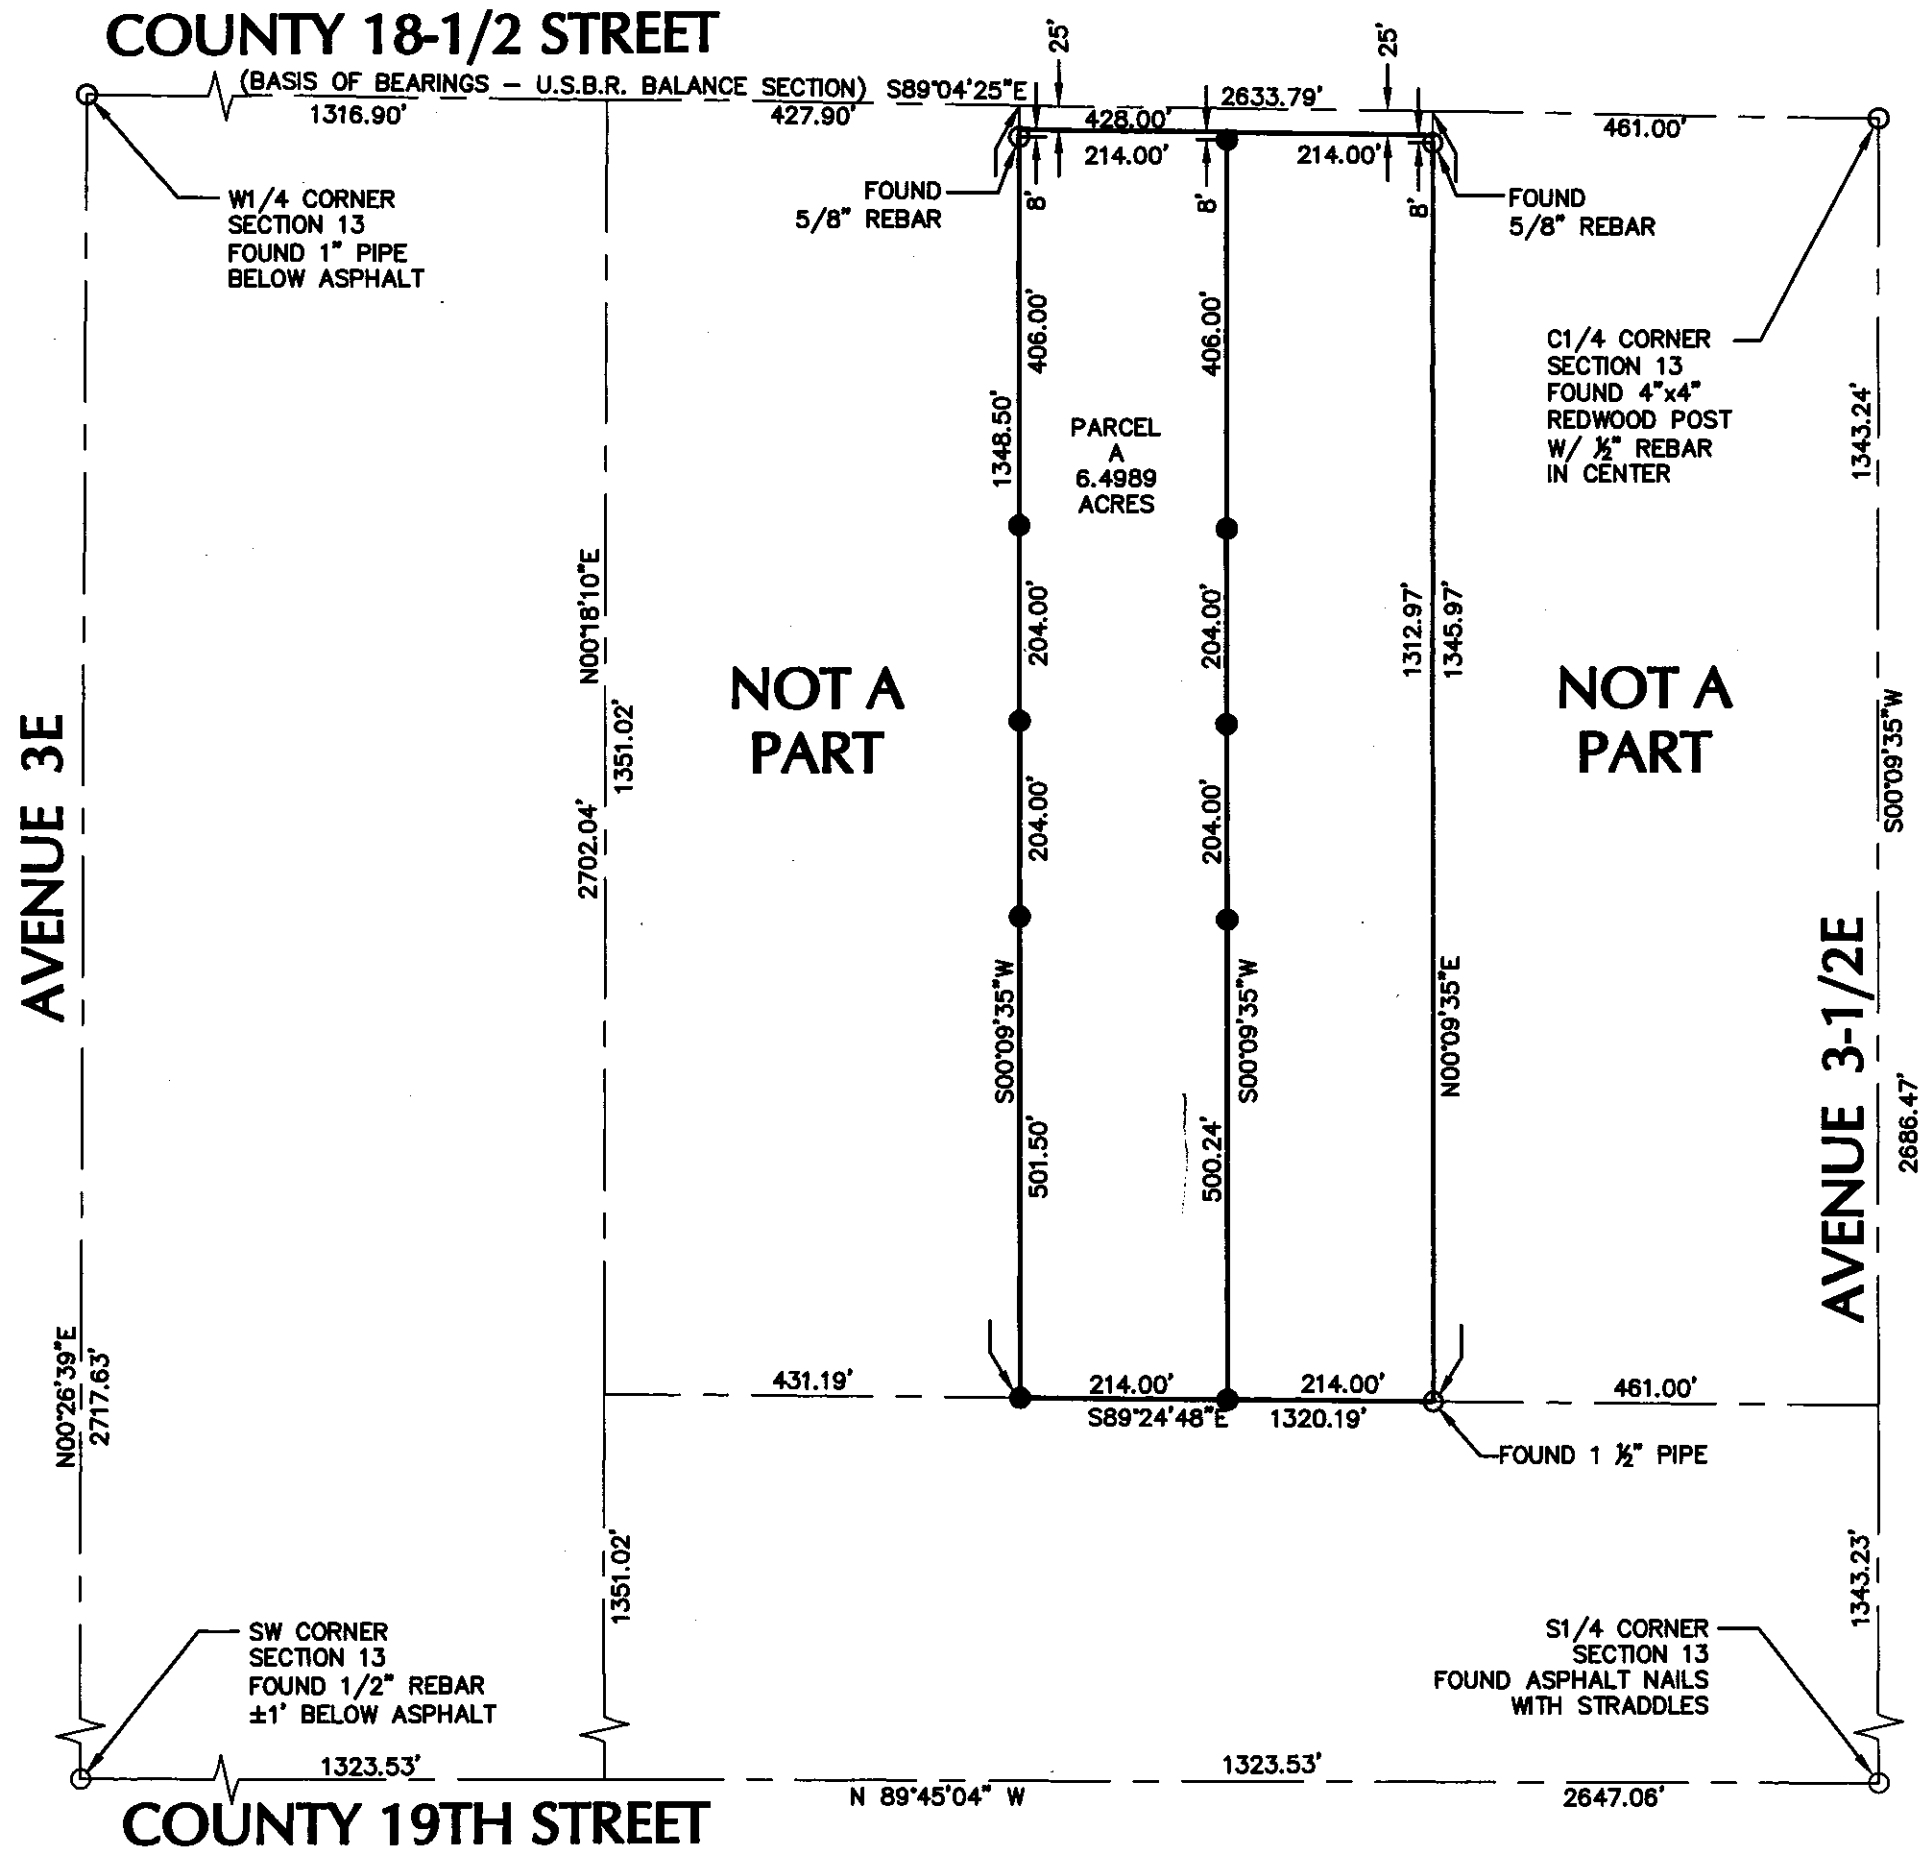 COUNTY 18-1/2 STREET
(BASIS OF BEARINGS – U.S.B.R. BALANCE SECTION) S89°04'25"E
2633.79'
25'
25'
1316.90'
427.90'
428.00'
461.00'
214.00'
214.00'
8'
8'
8'
W1/4 CORNER
SECTION 13
FOUND 1" PIPE
BELOW ASPHALT
FOUND
5/8" REBAR
FOUND
5/8" REBAR
C1/4 CORNER
SECTION 13
FOUND 4"x4"
REDWOOD POST
W/ ½" REBAR
IN CENTER
406.00'
406.00'
1348.50'
1343.24'
PARCEL
A
6.4989
ACRES
N00°18'10"E
204.00'
204.00'
1312.97'
1345.97'
NOT A
PART
NOT A
PART
AVENUE 3E
1351.02'
2702.04'
204.00'
204.00'
S00°09'35"W
S00°09'35"W
S00°09'35"W
N00°09'35"E
AVENUE 3-1/2E
2686.47'
501.50'
500.24'
N00°26'39"E
2717.63'
431.19'
214.00'
214.00'
461.00'
S89°24'48"E
1320.19'
FOUND 1 ½" PIPE
1351.02'
1343.23'
SW CORNER
SECTION 13
FOUND 1/2" REBAR
±1' BELOW ASPHALT
S1/4 CORNER
SECTION 13
FOUND ASPHALT NAILS
WITH STRADDLES
1323.53'
1323.53'
N 89°45'04" W
2647.06'
COUNTY 19TH STREET